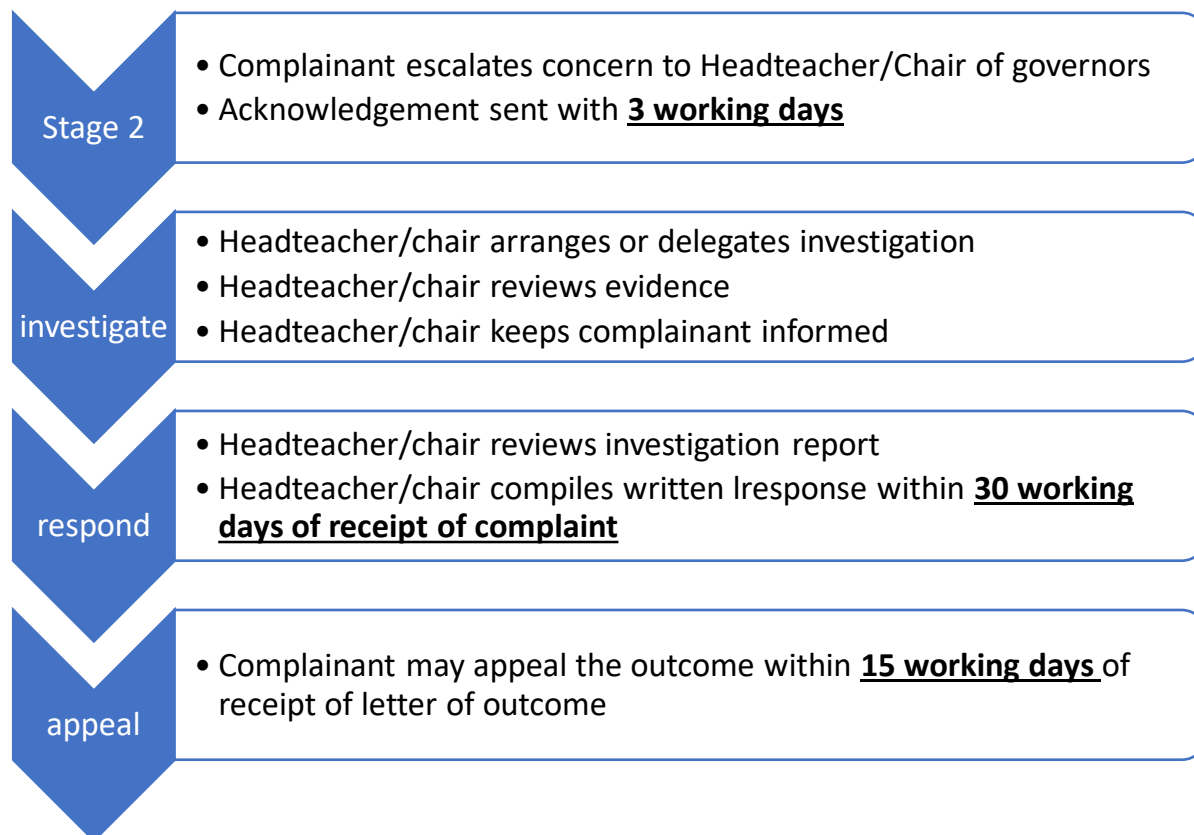 Stage 2
• Complainant escalates concern to Headteacher/Chair of governors
• Acknowledgement sent with 3 working days
investigate
• Headteacher/chair arranges or delegates investigation
• Headteacher/chair reviews evidence
• Headteacher/chair keeps complainant informed
respond
• Headteacher/chair reviews investigation report
• Headteacher/chair compiles written lresponse within 30 working
days of receipt of complaint
appeal
• Complainant may appeal the outcome within 15 working days of
receipt of letter of outcome